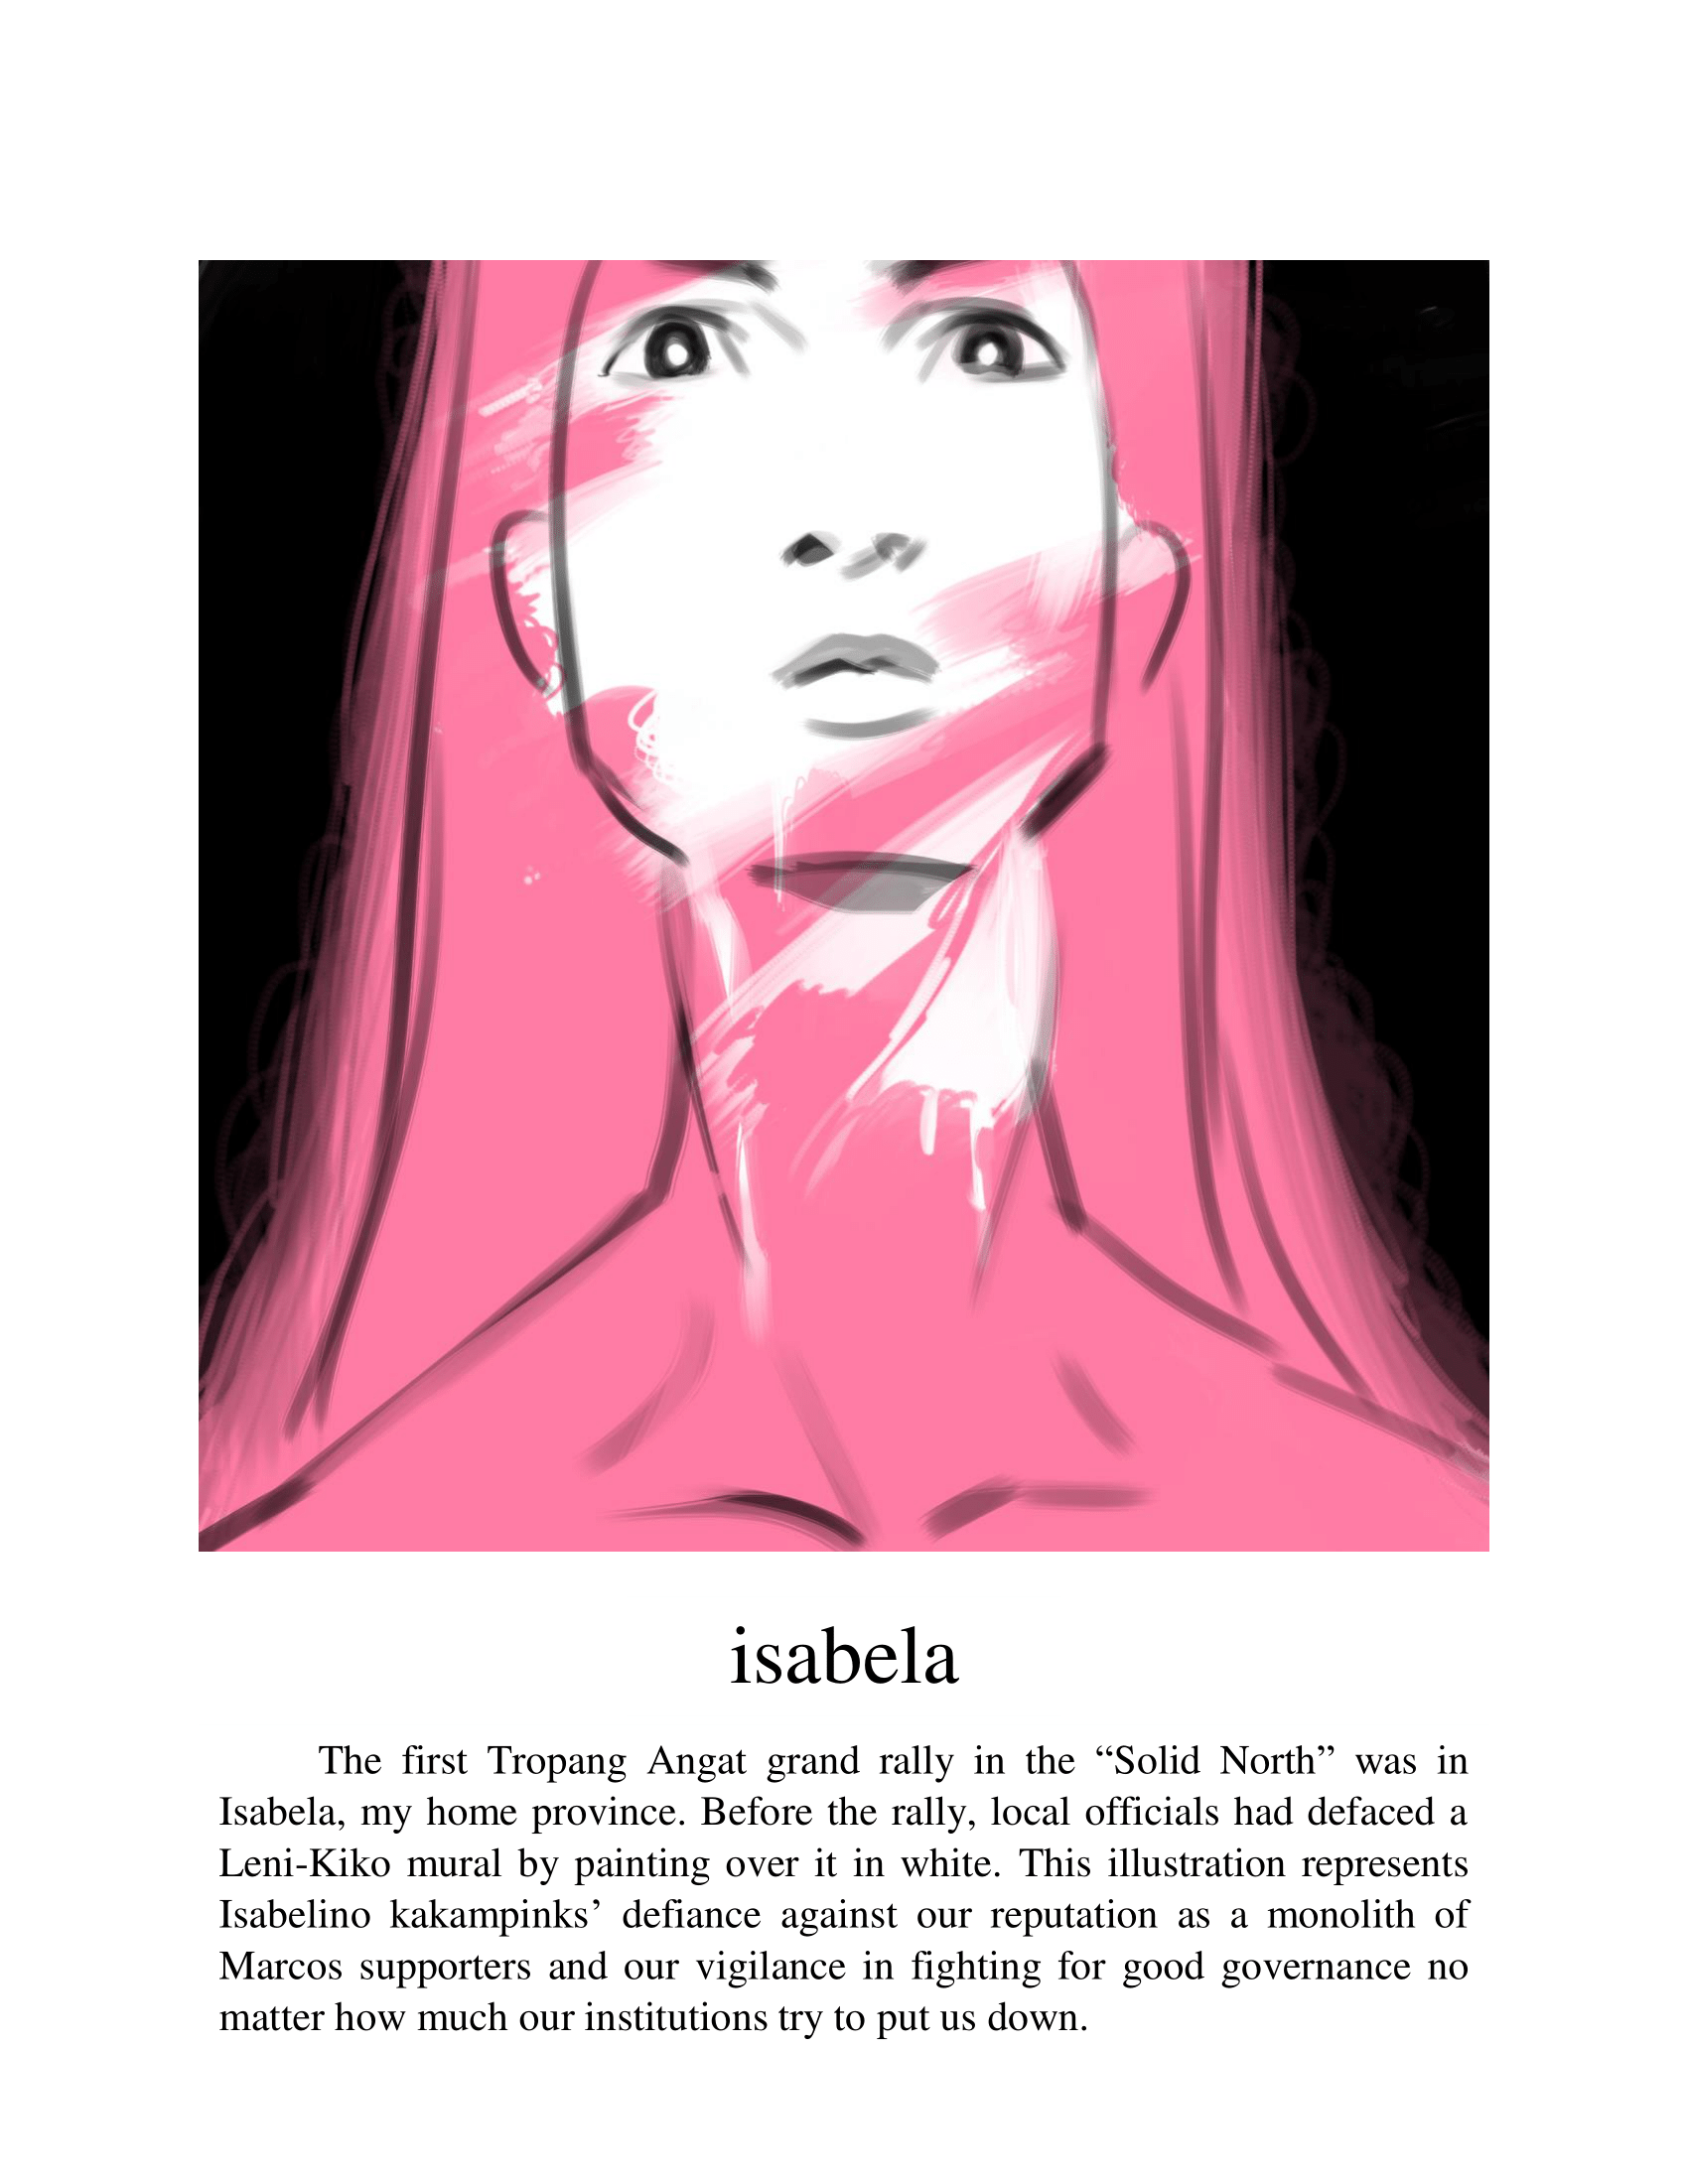 isabela
The first Tropang Angat grand rally in the “Solid North” was in
Isabela, my home province. Before the rally, local officials had defaced a
Leni-Kiko mural by painting over it in white. This illustration represents
Isabelino kakampinks’ defiance against our reputation as a monolith of
Marcos supporters and our vigilance in fighting for good governance no
matter how much our institutions try to put us down.